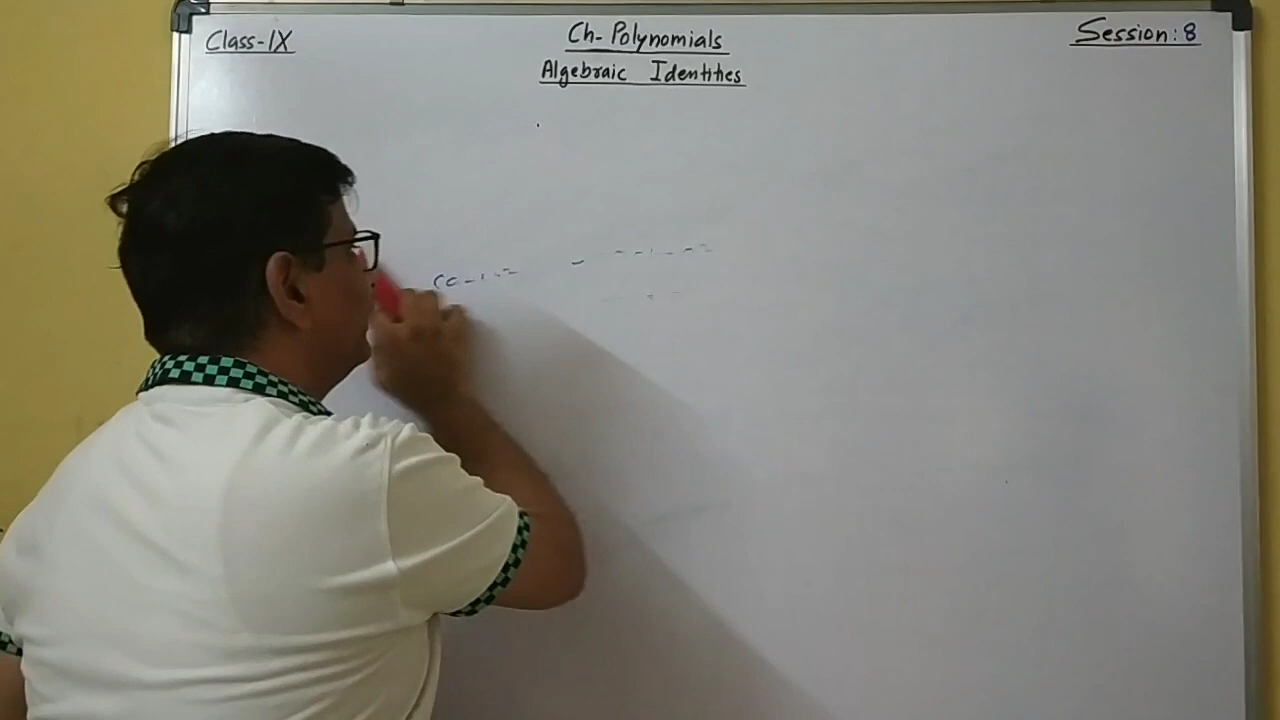 Class-IX
Ch- Polynomials
Session: 8
Algebraic Identities